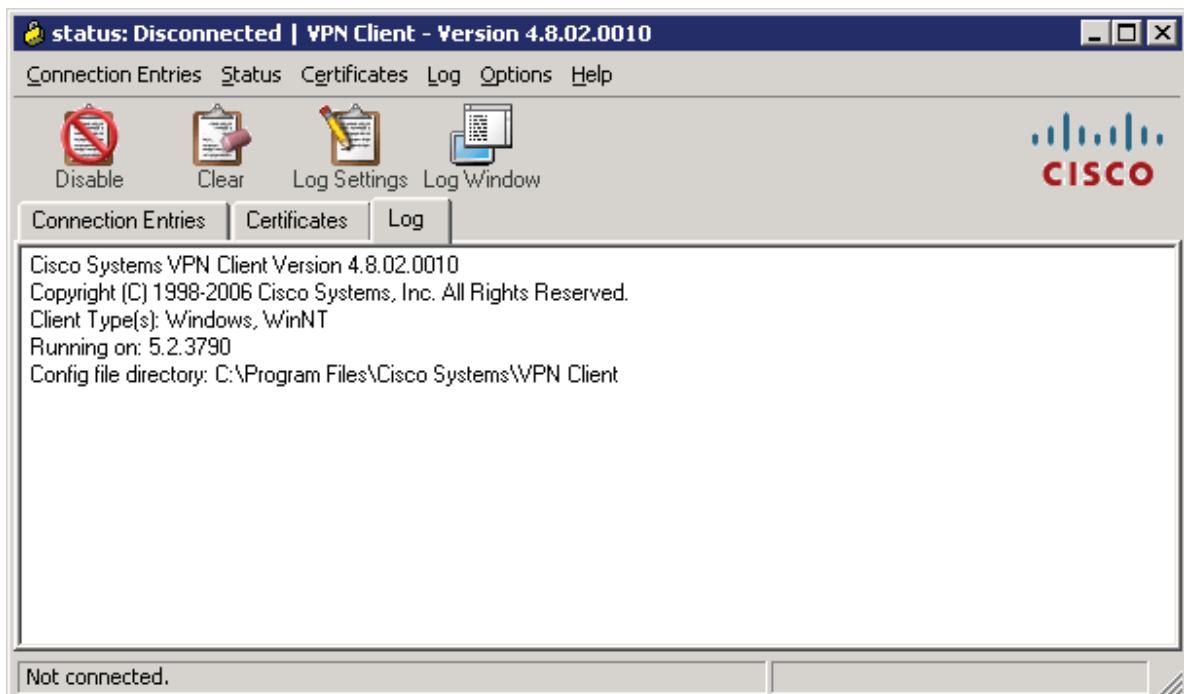 status: Disconnected | VPN Client - Version 4.8.02.0010
Connection Entries Status Certificates Log Options Help
Disable Clear Log Settings Log Window
CISCO
Connection Entries Certificates Log
Cisco Systems VPN Client Version 4.8.02.0010
Copyright (C) 1998-2006 Cisco Systems, Inc. All Rights Reserved.
Client Type(s): Windows, WinNT
Running on: 5.2.3790
Config file directory: C:\Program Files\Cisco Systems\VPN Client
Not connected.